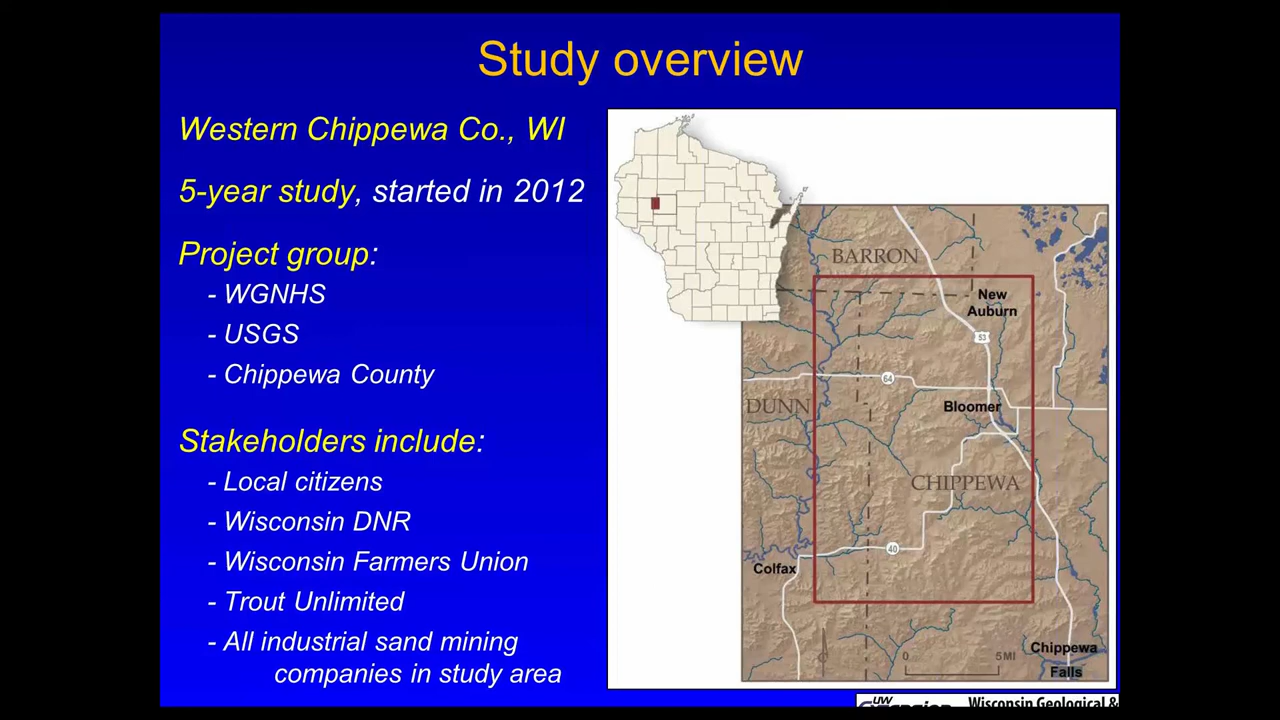 Study overview
Western Chippewa Co., WI
5-year study, started in 2012
Project group:
- WGNHS
- USGS
- Chippewa County
Stakeholders include:
- Local citizens
- Wisconsin DNR
- Wisconsin Farmers Union
- Trout Unlimited
- All industrial sand mining
companies in study area
BARRON
New
Auburn
53
64
DUNN
Bloomer
CHIPPEWA
40
Colfax
0
5MI
Chippewa
Falls
UW
Wisconsin Geological &